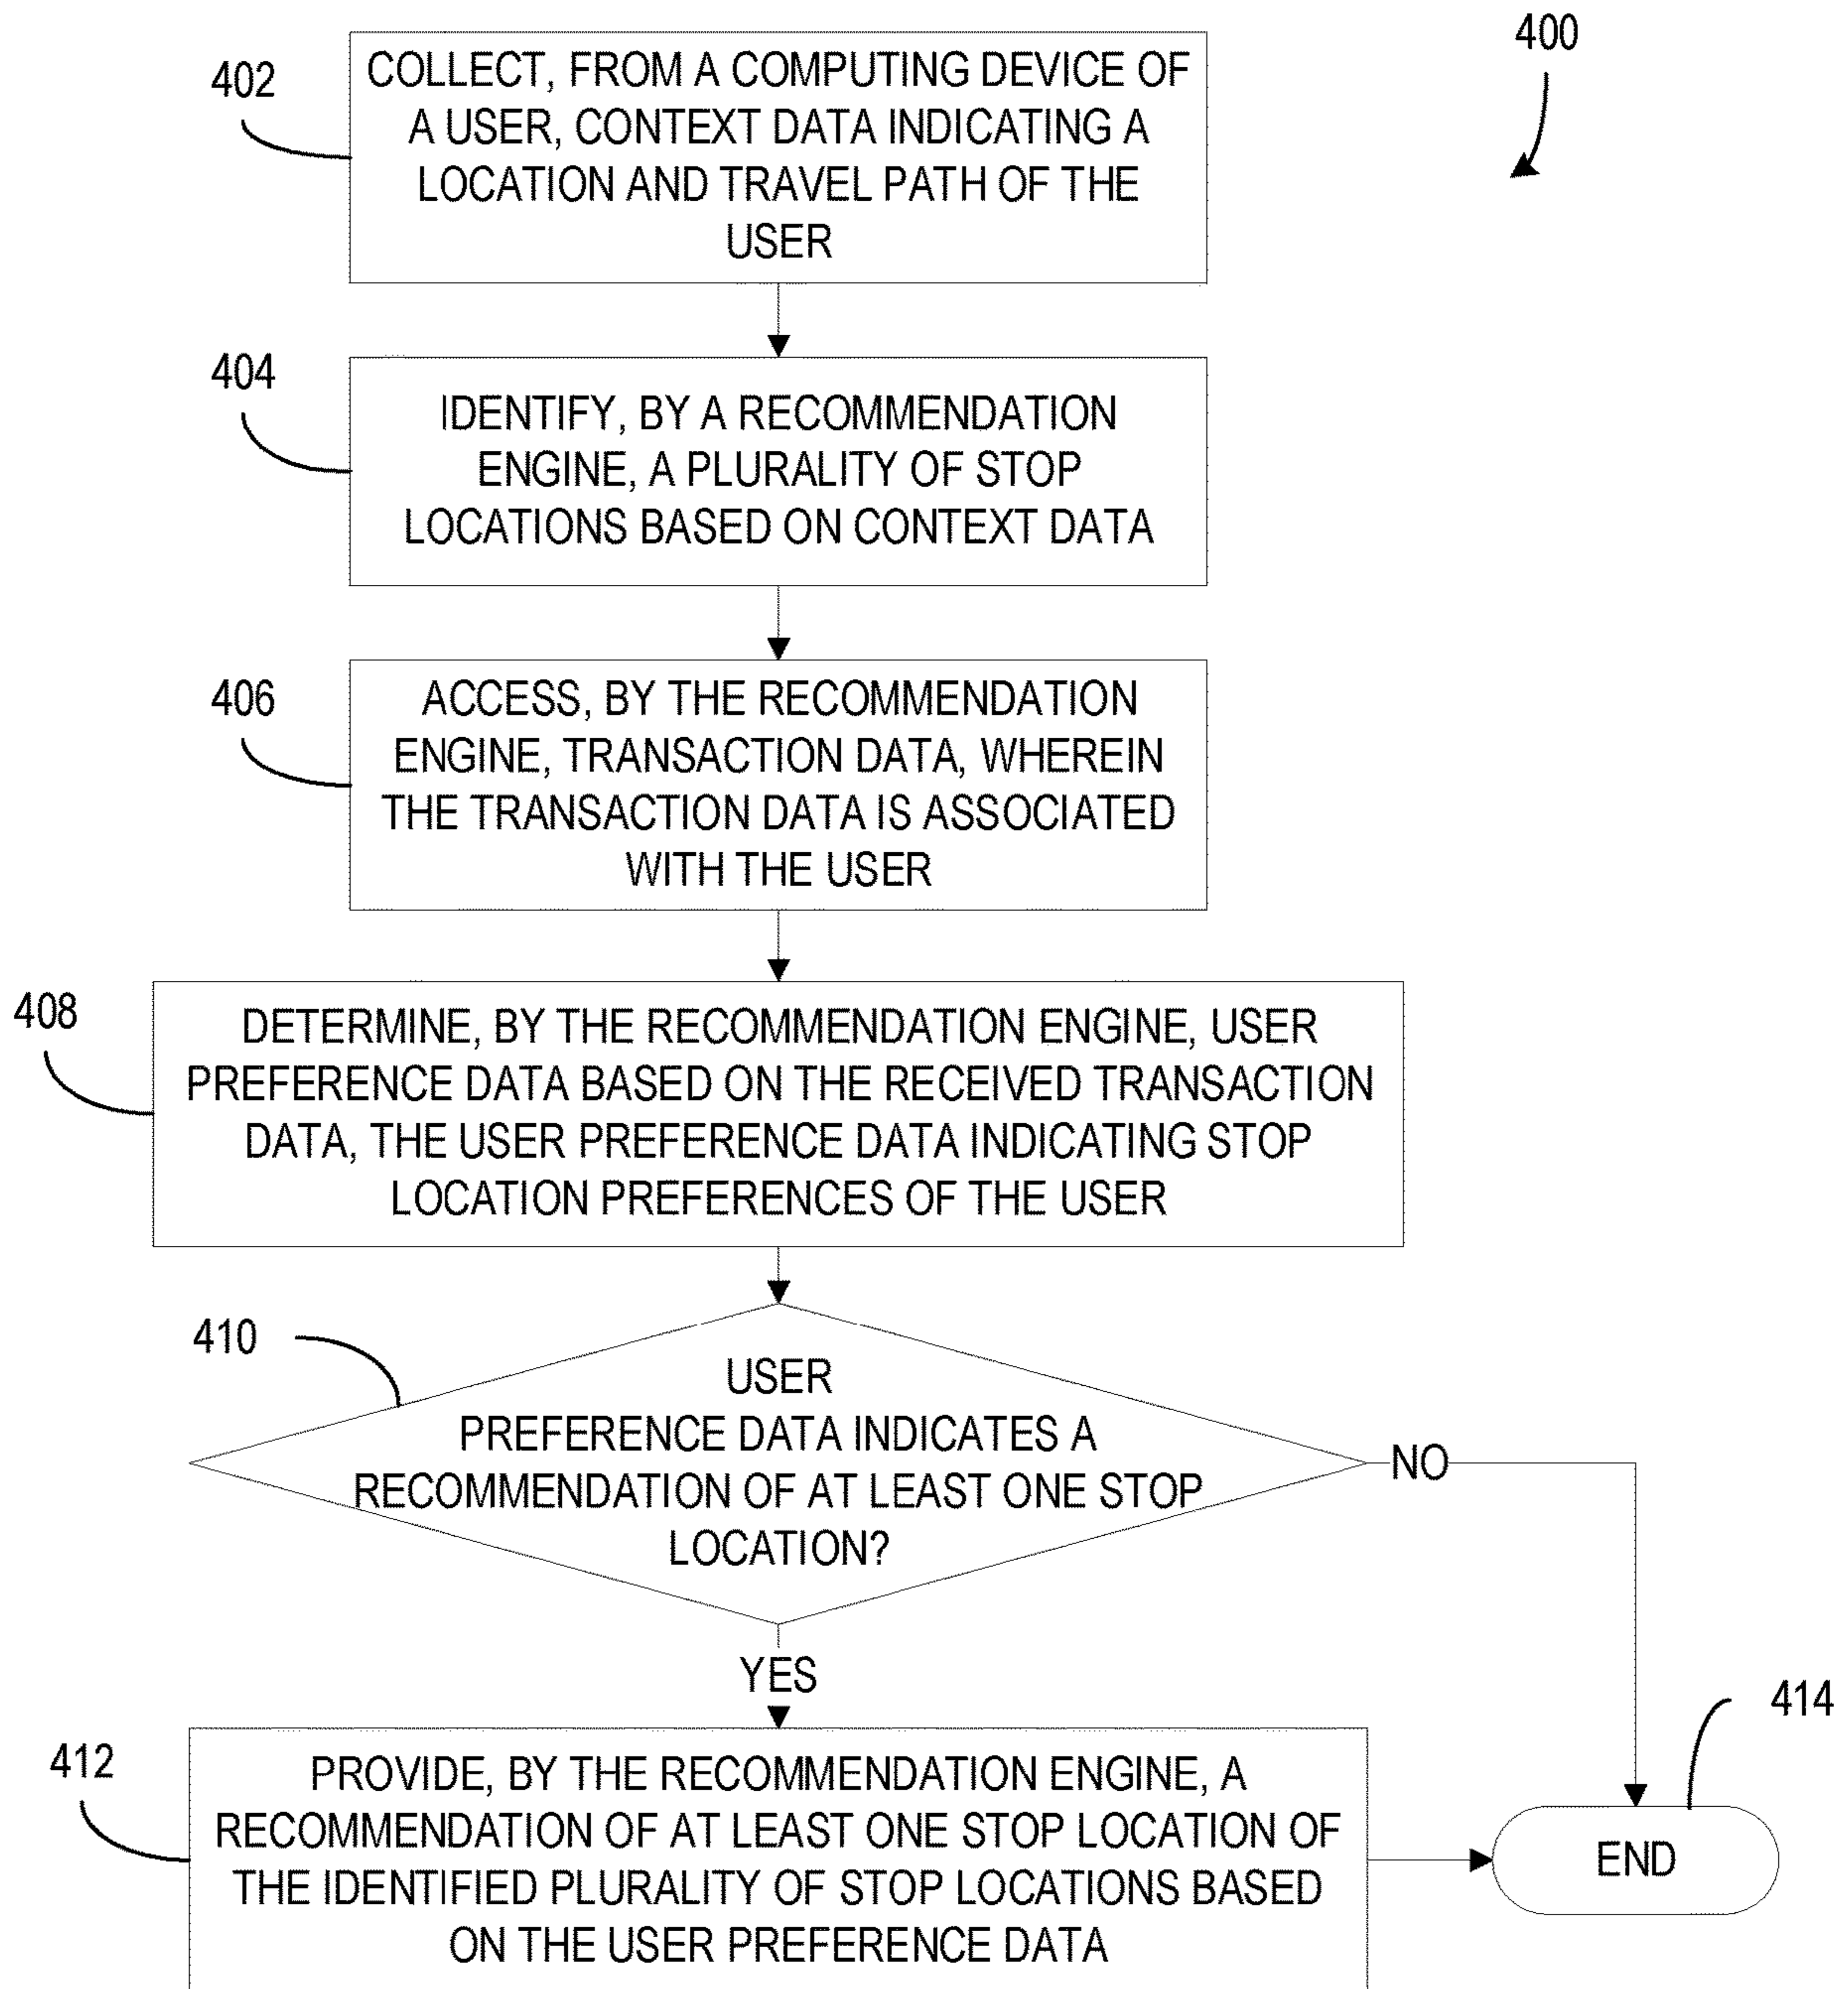 400
402
COLLECT, FROM A COMPUTING DEVICE OF
A USER, CONTEXT DATA INDICATING A
LOCATION AND TRAVEL PATH OF THE
USER
404
IDENTIFY, BY A RECOMMENDATION
ENGINE, A PLURALITY OF STOP
LOCATIONS BASED ON CONTEXT DATA
406
ACCESS, BY THE RECOMMENDATION
ENGINE, TRANSACTION DATA, WHEREIN
THE TRANSACTION DATA IS ASSOCIATED
WITH THE USER
408
DETERMINE, BY THE RECOMMENDATION ENGINE, USER
PREFERENCE DATA BASED ON THE RECEIVED TRANSACTION
DATA, THE USER PREFERENCE DATA INDICATING STOP
LOCATION PREFERENCES OF THE USER
410
USER
PREFERENCE DATA INDICATES A
RECOMMENDATION OF AT LEAST ONE STOP
LOCATION?
NO
YES
412
PROVIDE, BY THE RECOMMENDATION ENGINE, A
RECOMMENDATION OF AT LEAST ONE STOP LOCATION OF
THE IDENTIFIED PLURALITY OF STOP LOCATIONS BASED
ON THE USER PREFERENCE DATA
414
END